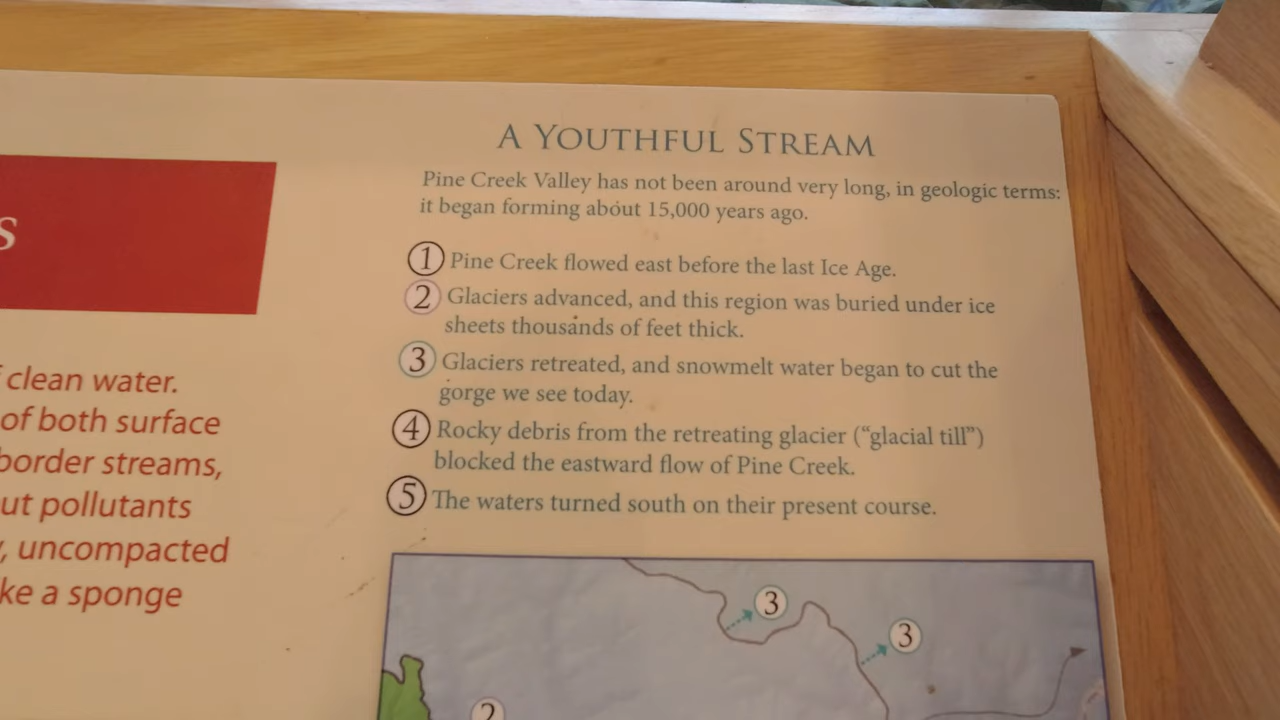 S
clean water.
of both surface
border streams,
ut pollutants
, uncompacted
ke a sponge
A YOUTHFUL STREAM
Pine Creek Valley has not been around very long, in geologic terms:
it began forming about 15,000 years ago.
1 Pine Creek flowed east before the last Ice Age.
2 Glaciers advanced, and this region was buried under ice
sheets thousands of feet thick.
3 Glaciers retreated, and snowmelt water began to cut the
gorge we see today.
4 Rocky debris from the retreating glacier (“glacial till”)
blocked the eastward flow of Pine Creek.
5 The waters turned south on their present course.
3
3
2